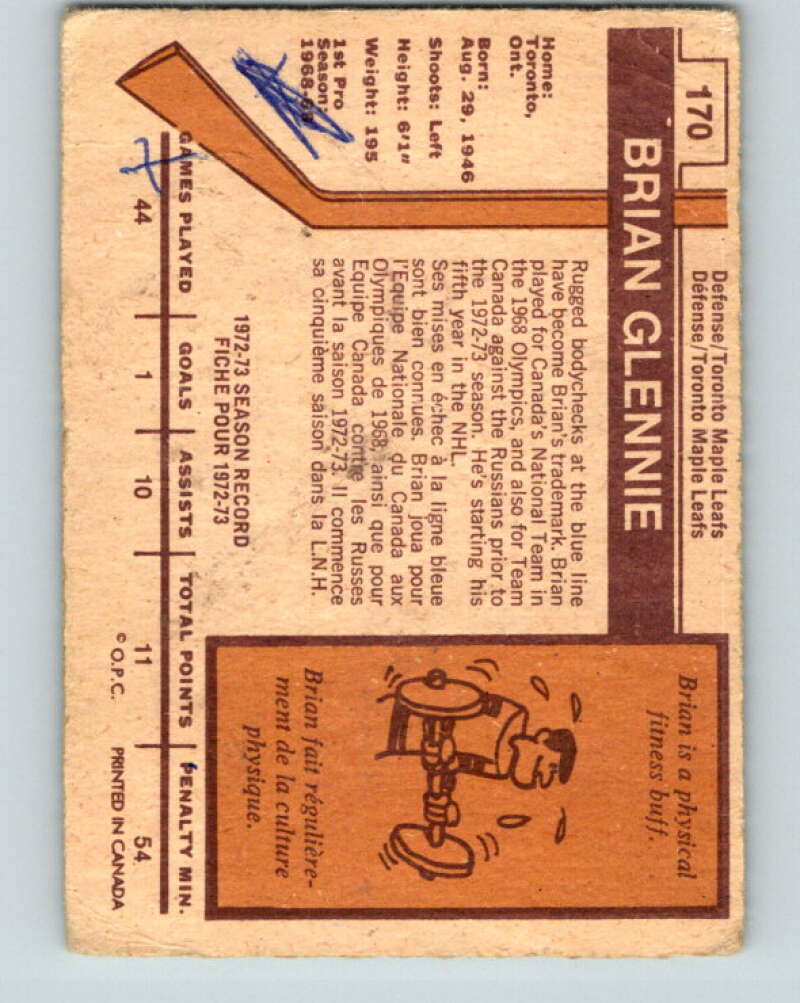 170
Defense/Toronto Maple Leafs
Défense/Toronto Maple Leafs
BRIAN GLENNIE
Home:
Toronto,
Ont.
Born:
Aug. 29, 1946
Shoots: Left
Height: 6'1"
Weight: 195
1st Pro
Season:
1968-69
Rugged bodychecks at the blue line
have become Brian's trademark. Brian
played for Canada's National Team in
the 1968 Olympics, and also for Team
Canada against the Russians prior to
the 1972-73 season. He's starting his
fifth year in the NHL.
Ses mises en échec à la ligne bleue
sont bien connues. Brian joua pour
l'Equipe Nationale du Canada aux
Olympiques de 1968, ainsi que pour
Equipe Canada contre les Russes
avant la saison 1972-73. Il commence
sa cinquième saison dans la L.N.H.
Brian is a physical
fitness buff.
Brian fait régulière-
ment de la culture
physique.
1972-73 SEASON RECORD
FICHE POUR 1972-73
GAMES PLAYED GOALS ASSISTS TOTAL POINTS PENALTY MIN.
44 1 10 11 54
© O.P.C. PRINTED IN CANADA